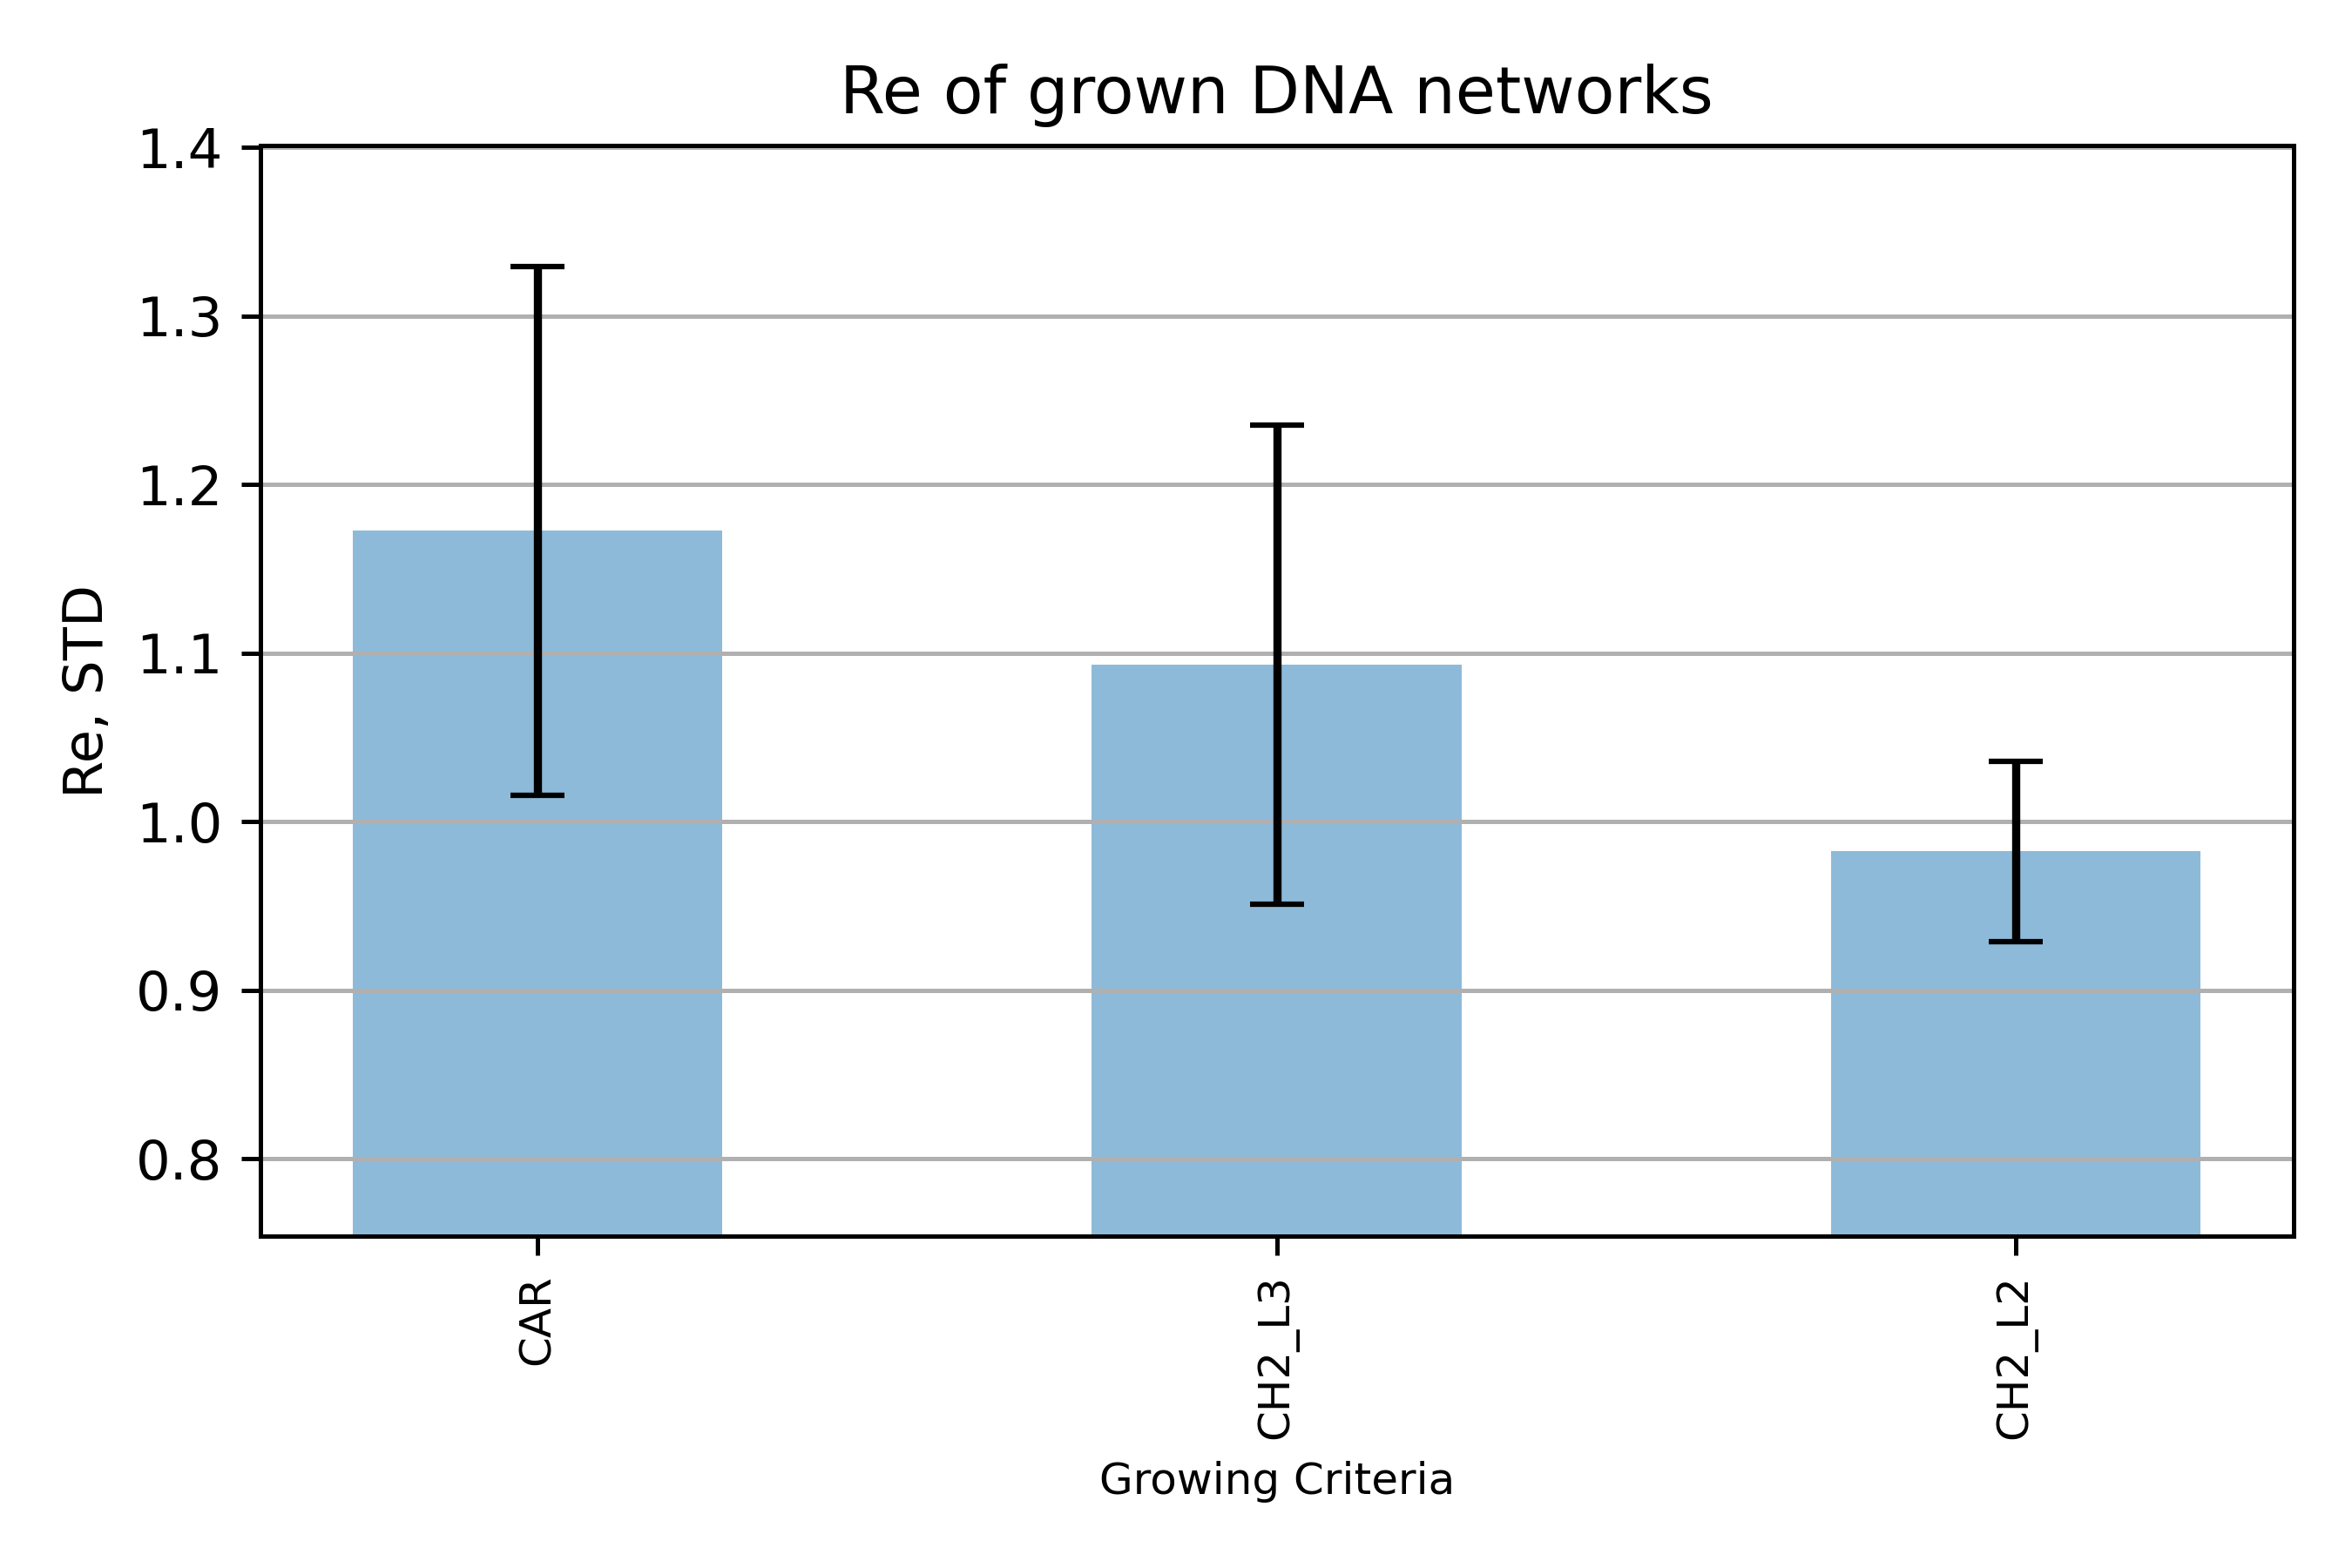 Re of grown DNA networks
1.4
1.3
1.2
1.1
1.0
0.9
0.8
Re, STD
CAR
CH2_L3
CH2_L2
Growing Criteria